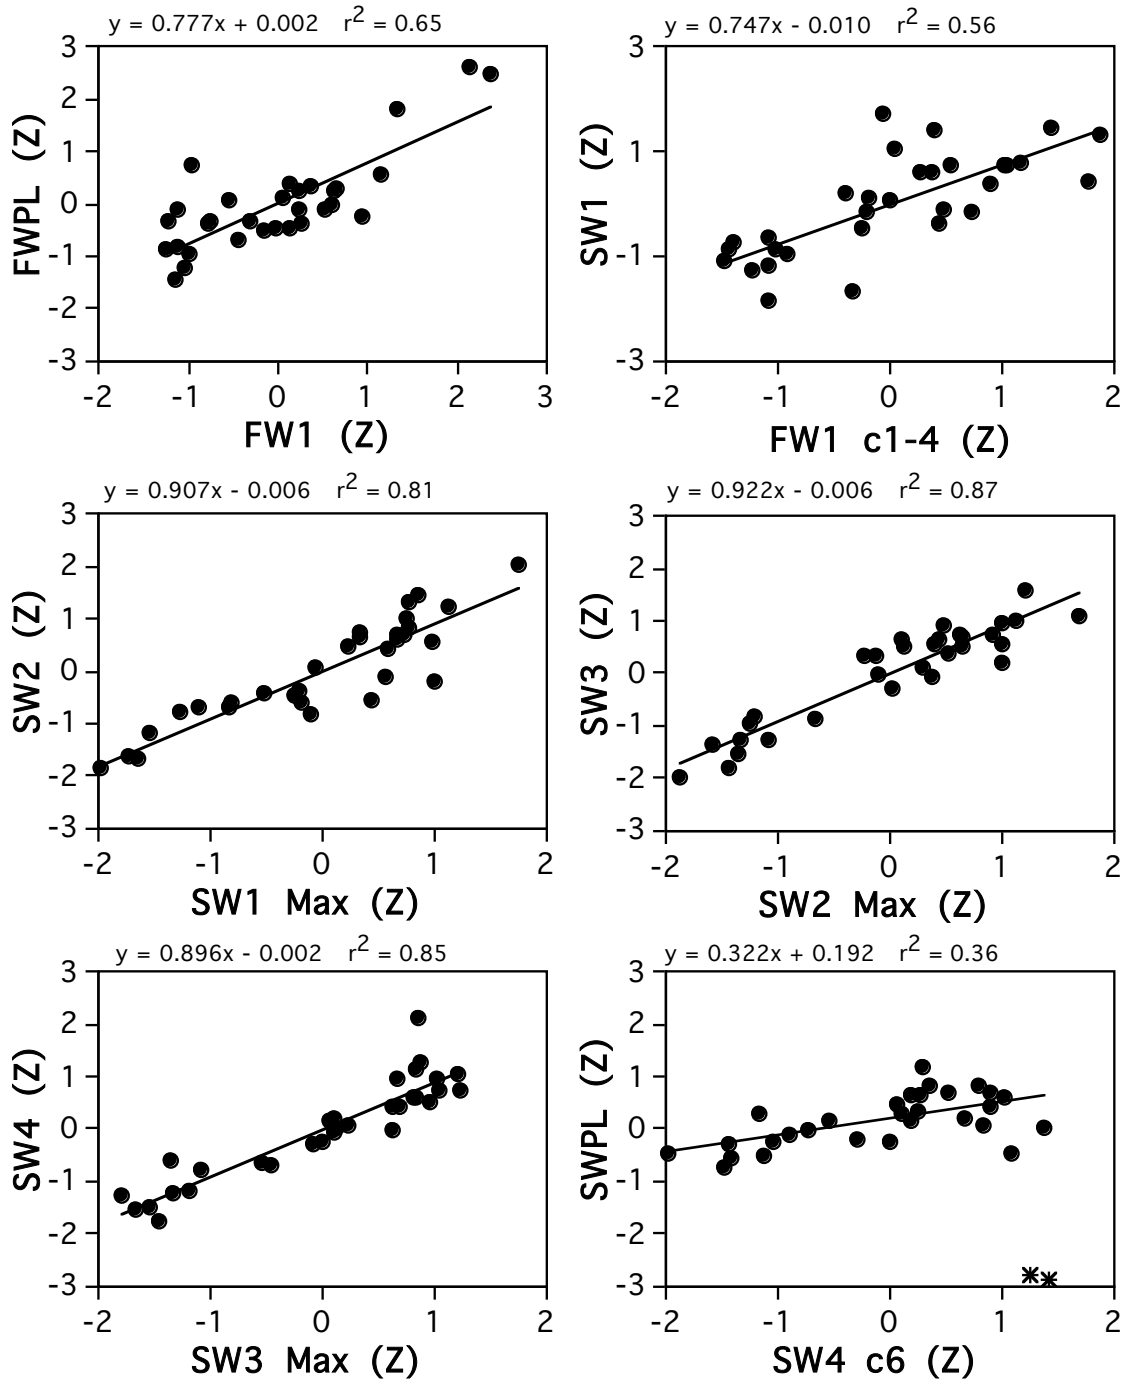 y = 0.777x + 0.002 r² = 0.65
3
2
1
0
-1
-2
-3
FWPL (Z)
-2 -1 0 1 2 3
FW1 (Z)
y = 0.747x - 0.010 r² = 0.56
3
1
-1
-3
SW1 (Z)
-2 -1 0 1 2
FW1 c1-4 (Z)
y = 0.907x - 0.006 r² = 0.81
3
2
1
0
-1
-2
-3
SW2 (Z)
-2 -1 0 1 2
SW1 Max (Z)
y = 0.922x - 0.006 r² = 0.87
3
2
1
0
-1
-2
-3
SW3 (Z)
-2 -1 0 1 2
SW2 Max (Z)
y = 0.896x - 0.002 r² = 0.85
3
2
1
0
-1
-2
-3
SW4 (Z)
-2 -1 0 1 2
SW3 Max (Z)
y = 0.322x + 0.192 r² = 0.36
3
2
1
0
-1
-2
-3
SWPL (Z)
-2 -1 0 1 2
SW4 c6 (Z)